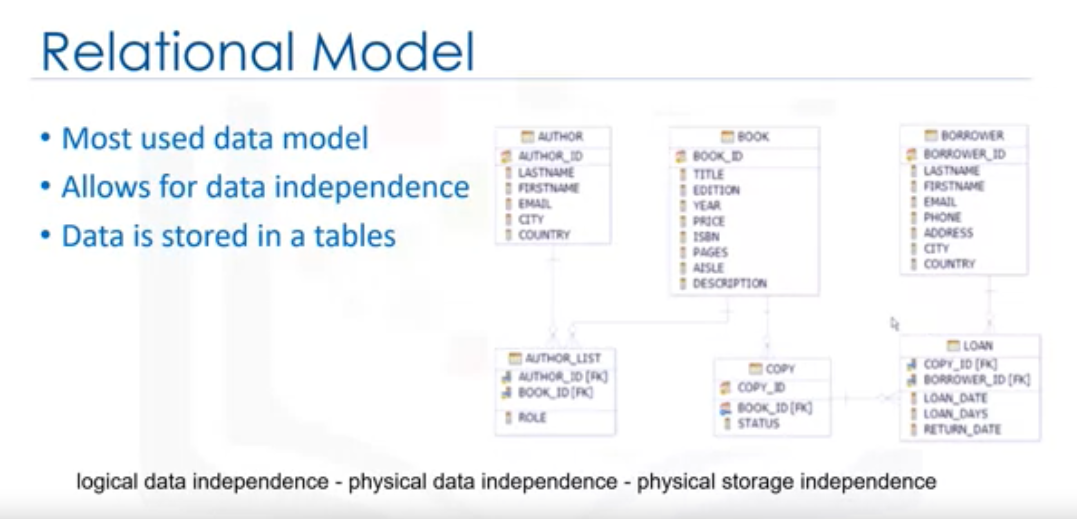 Relational Model
• Most used data model
• Allows for data independence
• Data is stored in a tables
AUTHOR
AUTHOR_ID
LASTNAME
FIRSTNAME
EMAIL
CITY
COUNTRY
BOOK
BOOK_ID
TITLE
EDITION
YEAR
PRICE
ISBN
PAGES
AISLE
DESCRIPTION
BORROWER
BORROWER_ID
LASTNAME
FIRSTNAME
EMAIL
PHONE
ADDRESS
CITY
COUNTRY
AUTHOR_LIST
AUTHOR_ID [FK]
BOOK_ID [FK]
ROLE
COPY
COPY_ID
BOOK_ID [FK]
STATUS
LOAN
COPY_ID [FK]
BORROWER_ID [FK]
LOAN_DATE
LOAN_DAYS
RETURN_DATE
logical data independence - physical data independence - physical storage independence